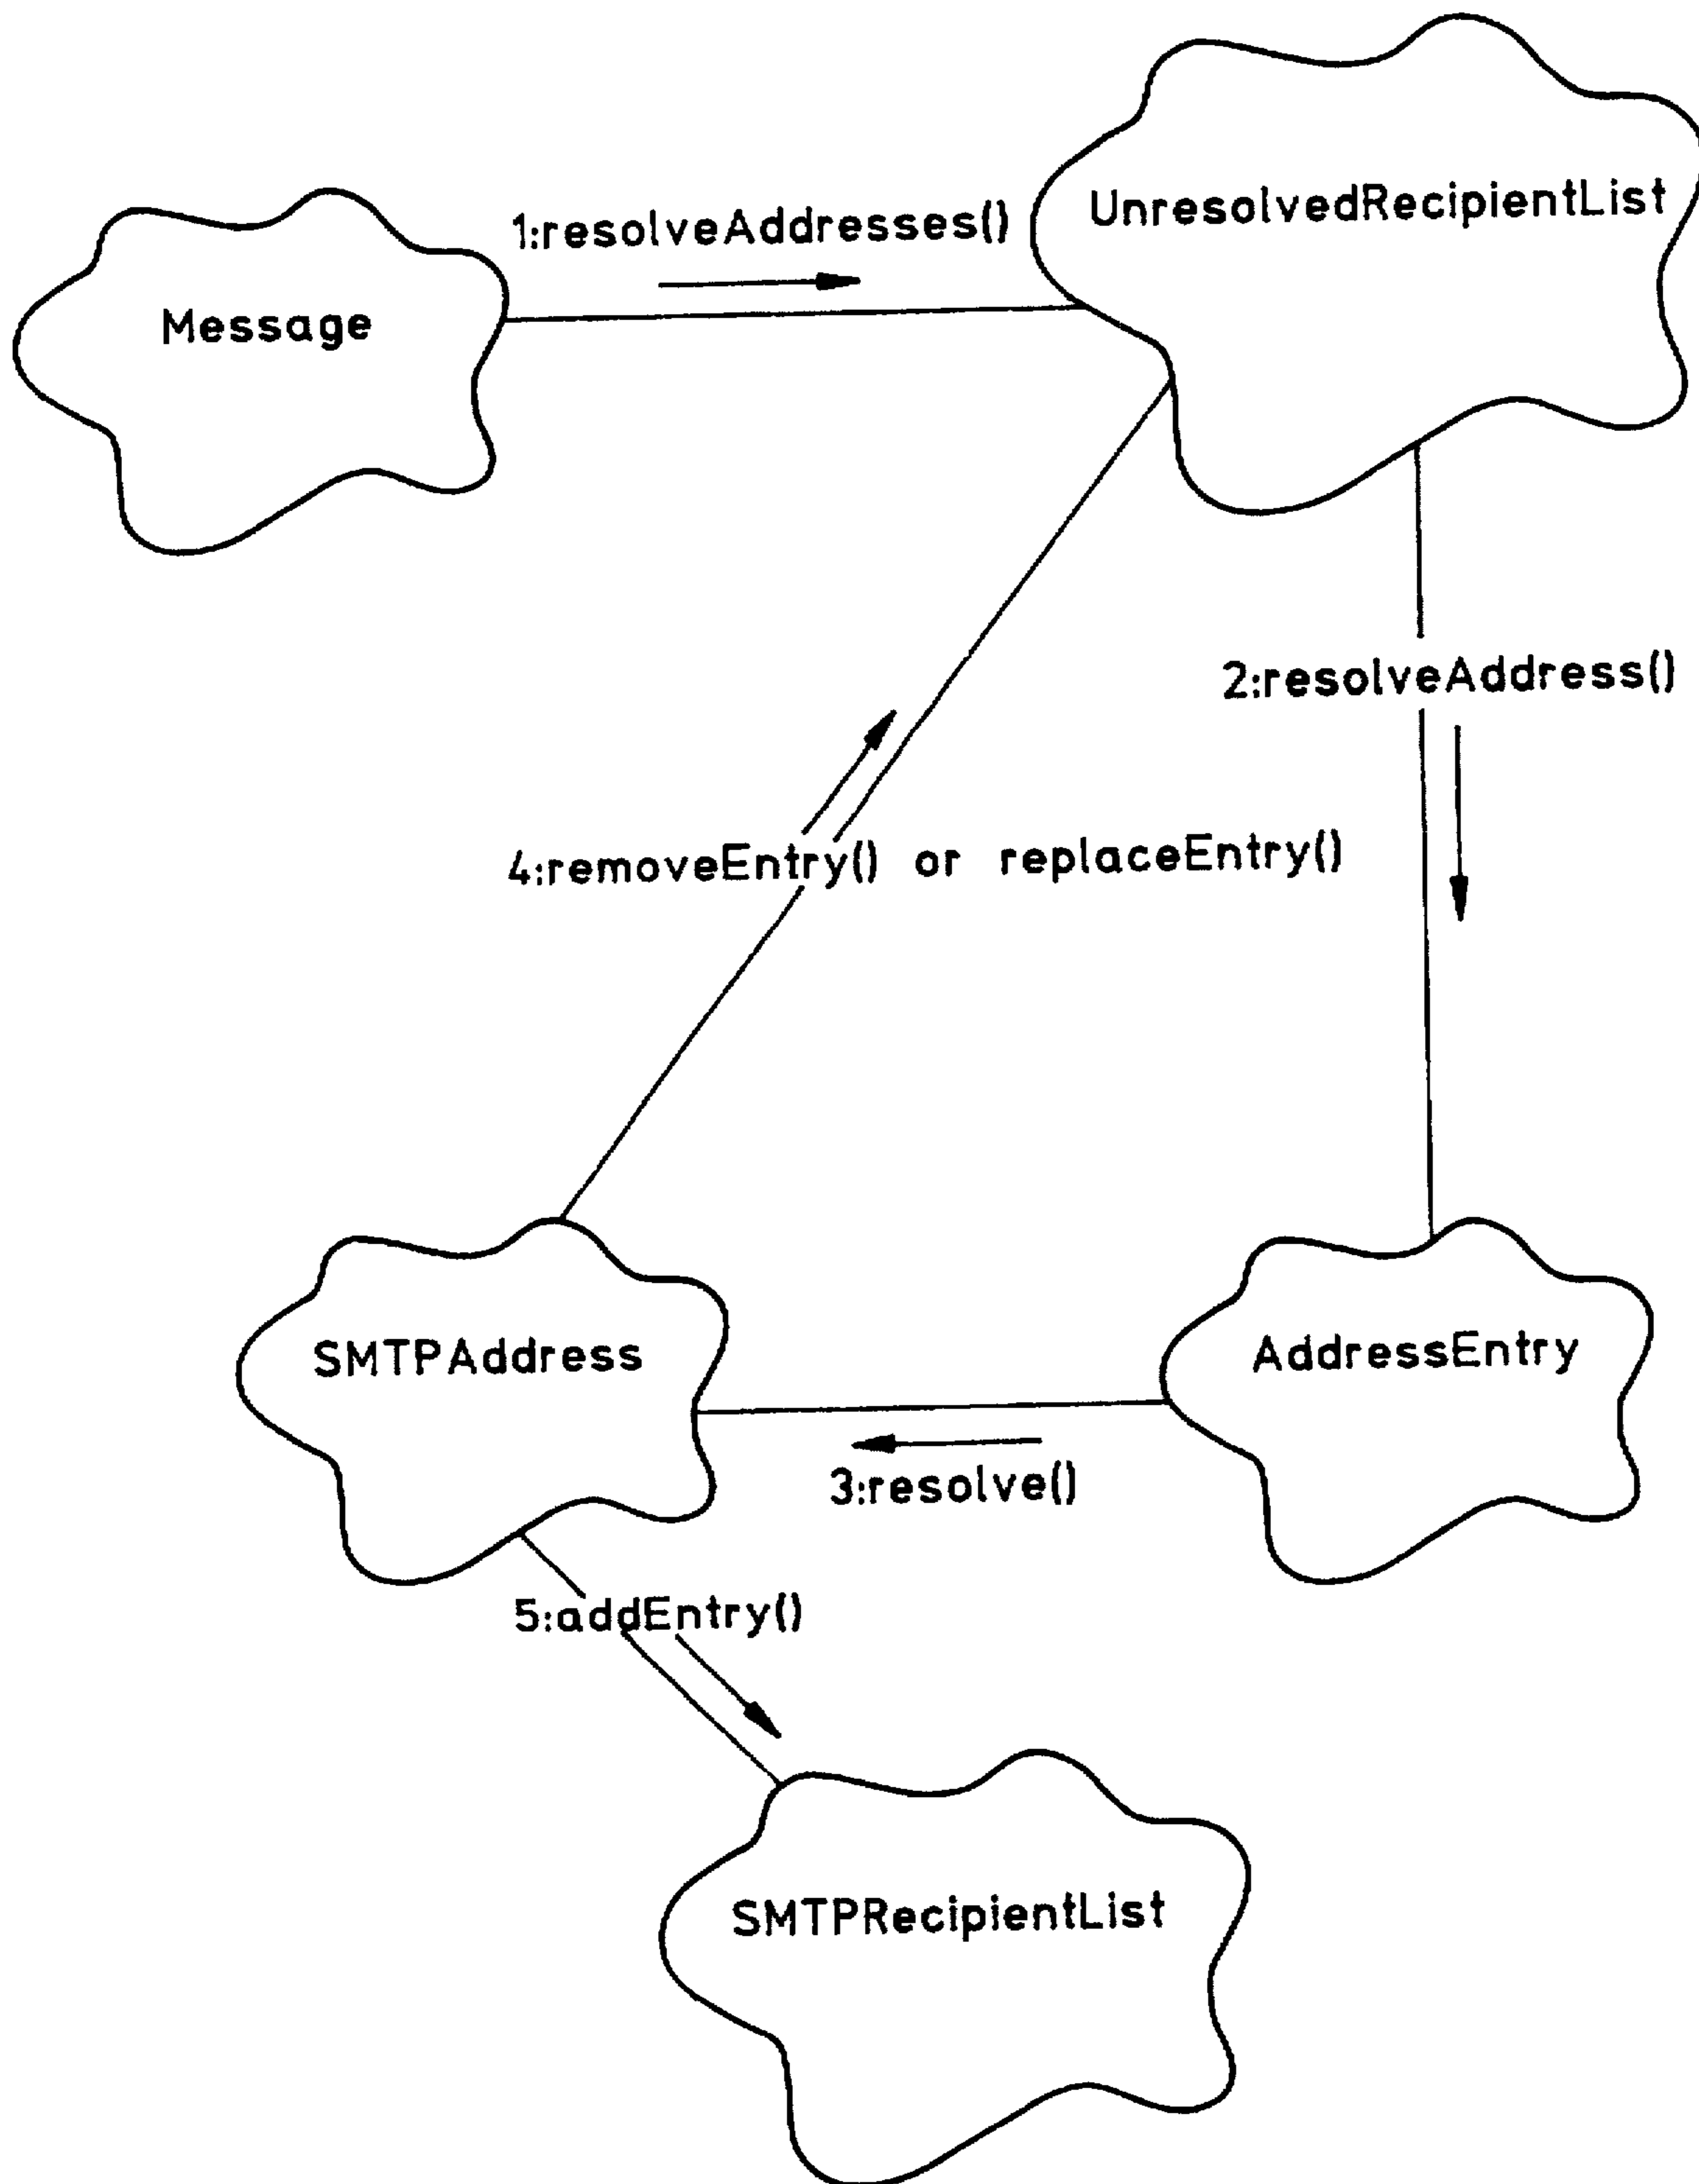 UnresolvedRecipientList
1:resolveAddresses()
Message
2:resolveAddress()
4:removeEntry() or replaceEntry()
SMTPAddress
AddressEntry
3:resolve()
5:addEntry()
SMTPRecipientList